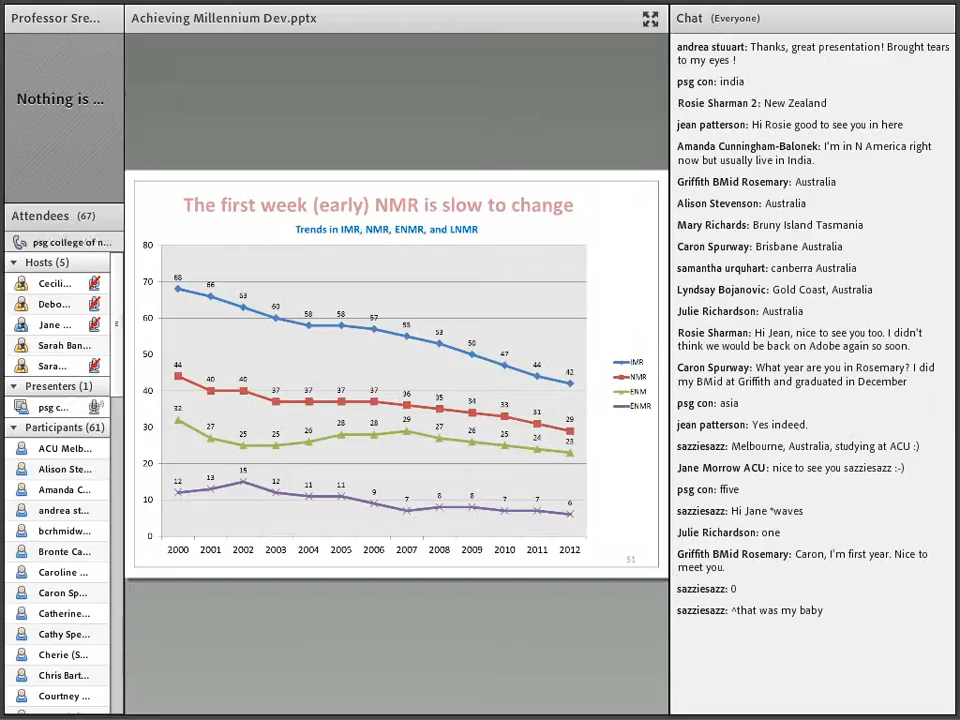 Professor Sre...
Nothing is ...
Attendees (67)
psg college of n...
Hosts (5)
Cecili...
Debo...
Jane ...
Sarah Ban...
Sara...
Presenters (1)
psg c...
Participants (61)
ACU Melb...
Alison Ste...
Amanda C...
andrea st...
bcrhmidw...
Bronte Ca...
Caroline ...
Caron Sp...
Catherine...
Cathy Spe...
Cherie (S...
Chris Bart...
Courtney ...
Achieving Millennium Dev.pptx
The first week (early) NMR is slow to change
Trends in IMR, NMR, ENMR, and LNMR
80
70
60
50
40
30
20
10
0
68 66 63 60 58 58 57 55 53 50 47 44 42
44 40 40 37 37 37 37 36 35 34 33 31 29
32 27 25 25 26 28 28 29 27 26 25 24 23
12 13 15 12 11 11 9 7 8 8 7 7 6
2000 2001 2002 2003 2004 2005 2006 2007 2008 2009 2010 2011 2012
IMR
NMR
ENM
ENMR
51
Chat (Everyone)
andrea stuuart: Thanks, great presentation! Brought tears
to my eyes !
psg con: india
Rosie Sharman 2: New Zealand
jean patterson: Hi Rosie good to see you in here
Amanda Cunningham-Balonek: I'm in N America right
now but usually live in India.
Griffith BMid Rosemary: Australia
Alison Stevenson: Australia
Mary Richards: Bruny Island Tasmania
Caron Spurway: Brisbane Australia
samantha urquhart: canberra Australia
Lyndsay Bojanovic: Gold Coast, Australia
Julie Richardson: Australia
Rosie Sharman: Hi Jean, nice to see you too. I didn't
think we would be back on Adobe again so soon.
Caron Spurway: What year are you in Rosemary? I did
my BMid at Griffith and graduated in December
psg con: asia
jean patterson: Yes indeed.
sazziesazz: Melbourne, Australia, studying at ACU :)
Jane Morrow ACU: nice to see you sazziesazz :-)
psg con: ffive
sazziesazz: Hi Jane *waves
Julie Richardson: one
Griffith BMid Rosemary: Caron, I'm first year. Nice to
meet you.
sazziesazz: 0
sazziesazz: ^that was my baby